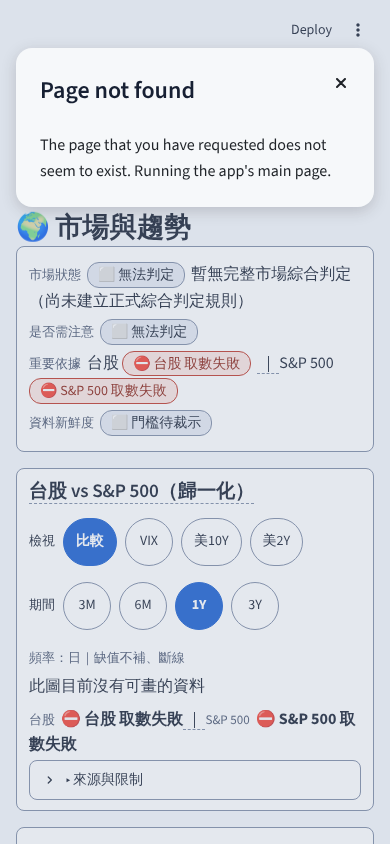 Deploy
Page not found
The page that you have requested does not
seem to exist. Running the app's main page.
🌍 市場與趨勢
市場狀態 ⬜ 無法判定 暫無完整市場綜合判定
（尚未建立正式綜合判定規則）
是否需注意 ⬜ 無法判定
重要依據 台股 ⛔ 台股 取數失敗 ｜S&P 500
⛔ S&P 500 取數失敗
資料新鮮度 ⬜ 門檻待裁示
台股 vs S&P 500（歸一化）
檢視 比較 VIX 美10Y 美2Y
期間 3M 6M 1Y 3Y
頻率：日｜缺值不補、斷線
此圖目前沒有可畫的資料
台股 ⛔ 台股 取數失敗 ｜S&P 500 ⛔ S&P 500 取
數失敗
▸ 來源與限制